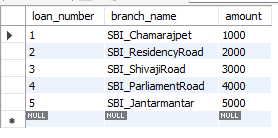 loan_number branch_name amount
1 SBI_Chamarajpet 1000
2 SBI_ResidencyRoad 2000
3 SBI_ShivajiRoad 3000
4 SBI_ParliamentRoad 4000
5 SBI_Jantarmantar 5000
NULL NULL NULL